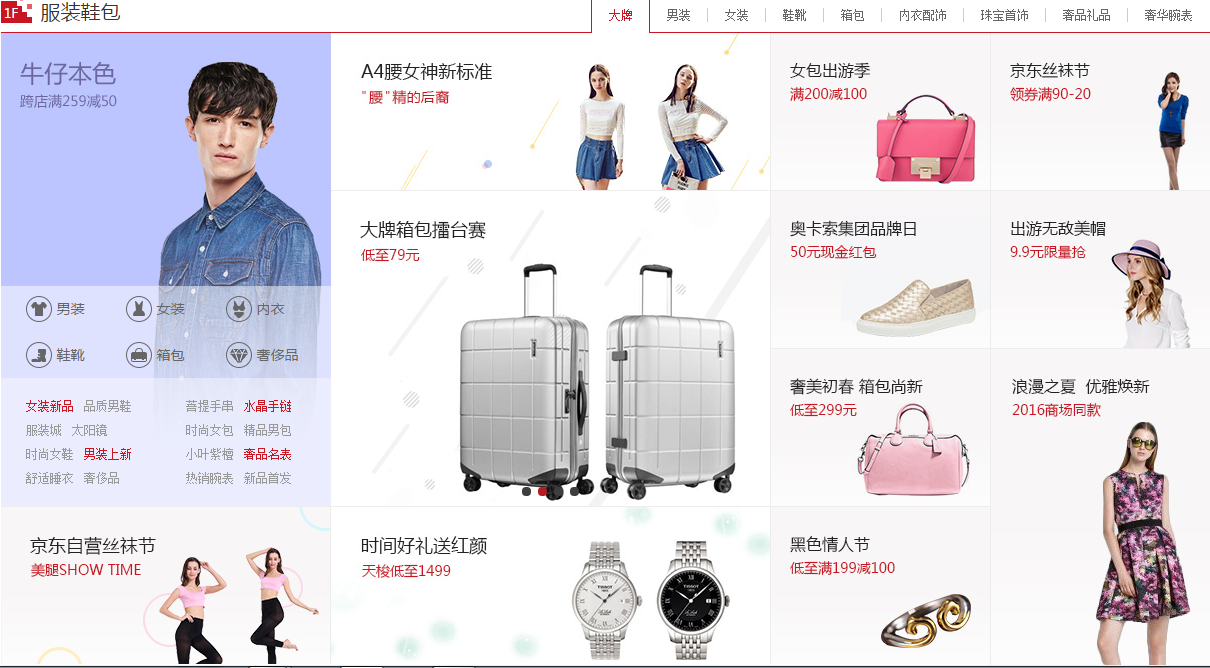 1F 服装鞋包
大牌 男装 女装 鞋靴 箱包 内衣配饰 珠宝首饰 奢品礼品 奢华腕表
牛仔本色
跨店满259减50
男装 女装 内衣
鞋靴 箱包 奢侈品
女装新品 品质男鞋 菩提手串 水晶手链
服装城 太阳镜 时尚女包 精品男包
时尚女鞋 男装上新 小叶紫檀 奢品名表
舒适睡衣 奢侈品 热销腕表 新品首发
京东自营丝袜节
美腿SHOW TIME
A4腰女神新标准
"腰"精的后裔
大牌箱包擂台赛
低至79元
时间好礼送红颜
天梭低至1499
TISSOT
TISSOT
女包出游季
满200减100
京东丝袜节
领券满90-20
奥卡索集团品牌日
50元现金红包
出游无敌美帽
9.9元限量抢
奢美初春 箱包尚新
低至299元
浪漫之夏 优雅焕新
2016商场同款
黑色情人节
低至满199减100